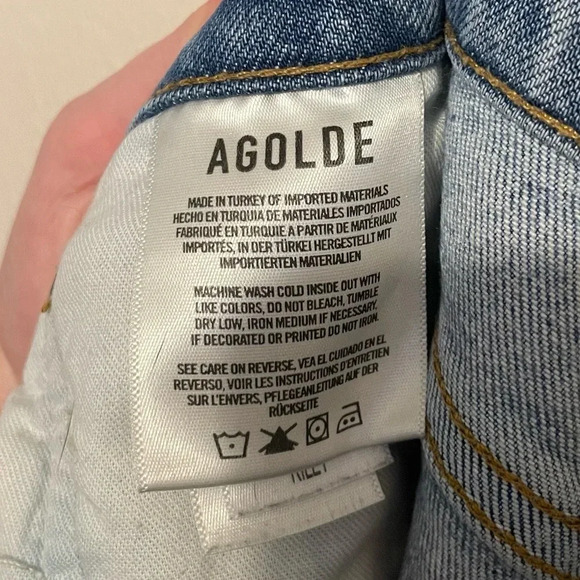 AGOLDE
MADE IN TURKEY OF IMPORTED MATERIALS
HECHO EN TURQUIA DE MATERIALES IMPORTADOS
FABRIQUÉ EN TURQUIE A PARTIR DE MATÉRIAUX
IMPORTÉS, IN DER TÜRKEI HERGESTELLT MIT
IMPORTIERTEN MATERIALIEN
MACHINE WASH COLD INSIDE OUT WITH
LIKE COLORS, DO NOT BLEACH, TUMBLE
DRY LOW, IRON MEDIUM IF NECESSARY.
IF DECORATED OR PRINTED DO NOT IRON.
SEE CARE ON REVERSE, VEA EL CUIDADO EN EL
REVERSO, VOIR LES INSTRUCTIONS D'ENTRETIEN
SUR L'ENVERS, PFLEGEANLEITUNG AUF DER
RÜCKSEITE